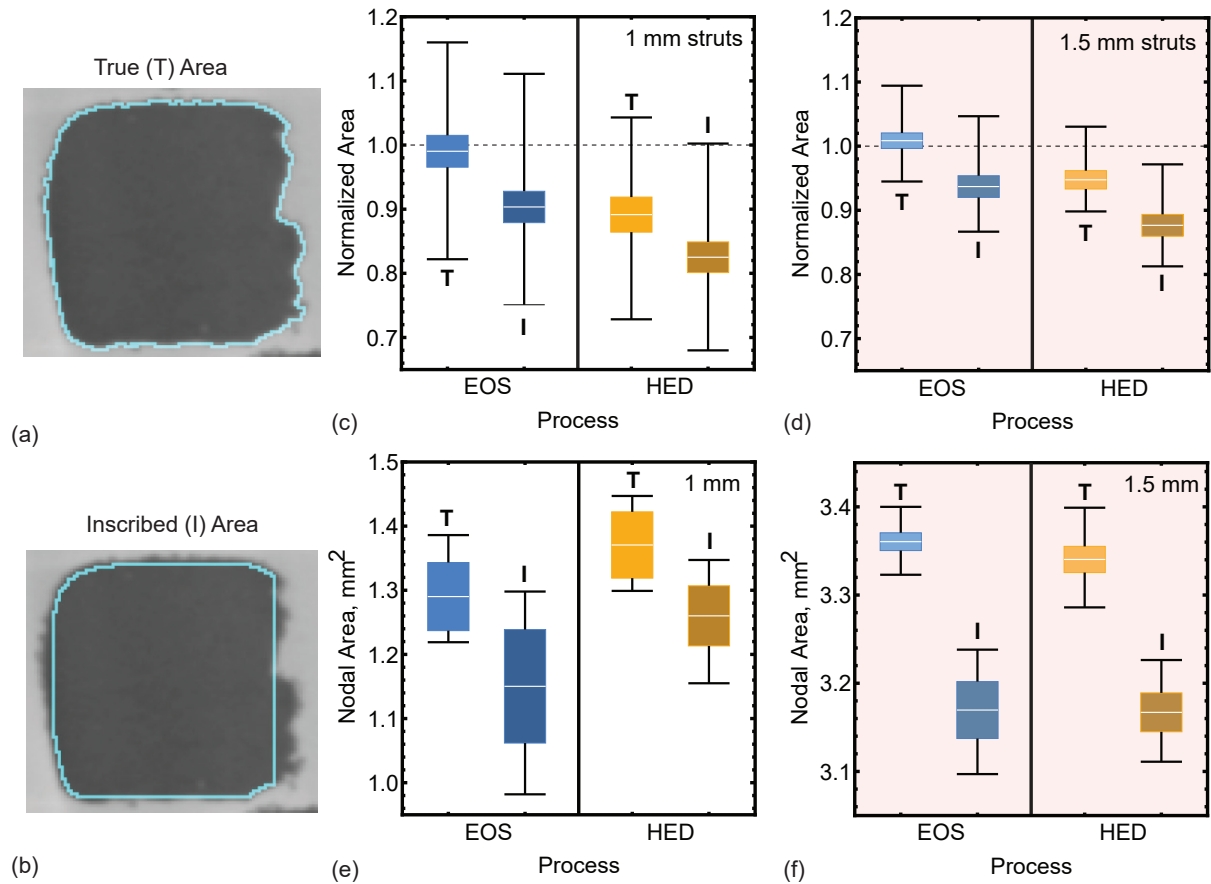 True (T) Area
(a)
Inscribed (I) Area
(b)
1.2
1.1
1.0
0.9
0.8
0.7
Normalized Area
1 mm struts
T
I
T
I
EOS
HED
Process
(c)
1.2
1.1
1.0
0.9
0.8
0.7
Normalized Area
1.5 mm struts
T
I
T
I
EOS
HED
Process
(d)
1.5
1.4
1.3
1.2
1.1
1.0
Nodal Area, mm²
1 mm
T
I
T
I
EOS
HED
Process
(e)
3.4
3.3
3.2
3.1
Nodal Area, mm²
1.5 mm
T
I
T
I
EOS
HED
Process
(f)